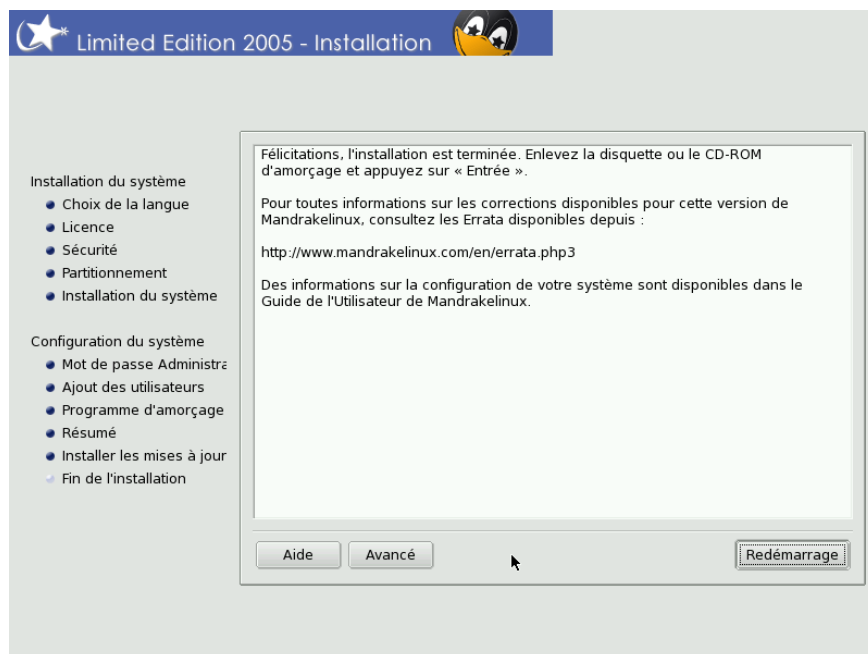 Limited Edition 2005 - Installation
Installation du système
Choix de la langue
Licence
Sécurité
Partitionnement
Installation du système
Configuration du système
Mot de passe Administra
Ajout des utilisateurs
Programme d'amorçage
Résumé
Installer les mises à jour
Fin de l'installation
Félicitations, l'installation est terminée. Enlevez la disquette ou le CD-ROM
d'amorçage et appuyez sur « Entrée ».
Pour toutes informations sur les corrections disponibles pour cette version de
Mandrakelinux, consultez les Errata disponibles depuis :
http://www.mandrakelinux.com/en/errata.php3
Des informations sur la configuration de votre système sont disponibles dans le
Guide de l'Utilisateur de Mandrakelinux.
Aide
Avancé
Redémarrage